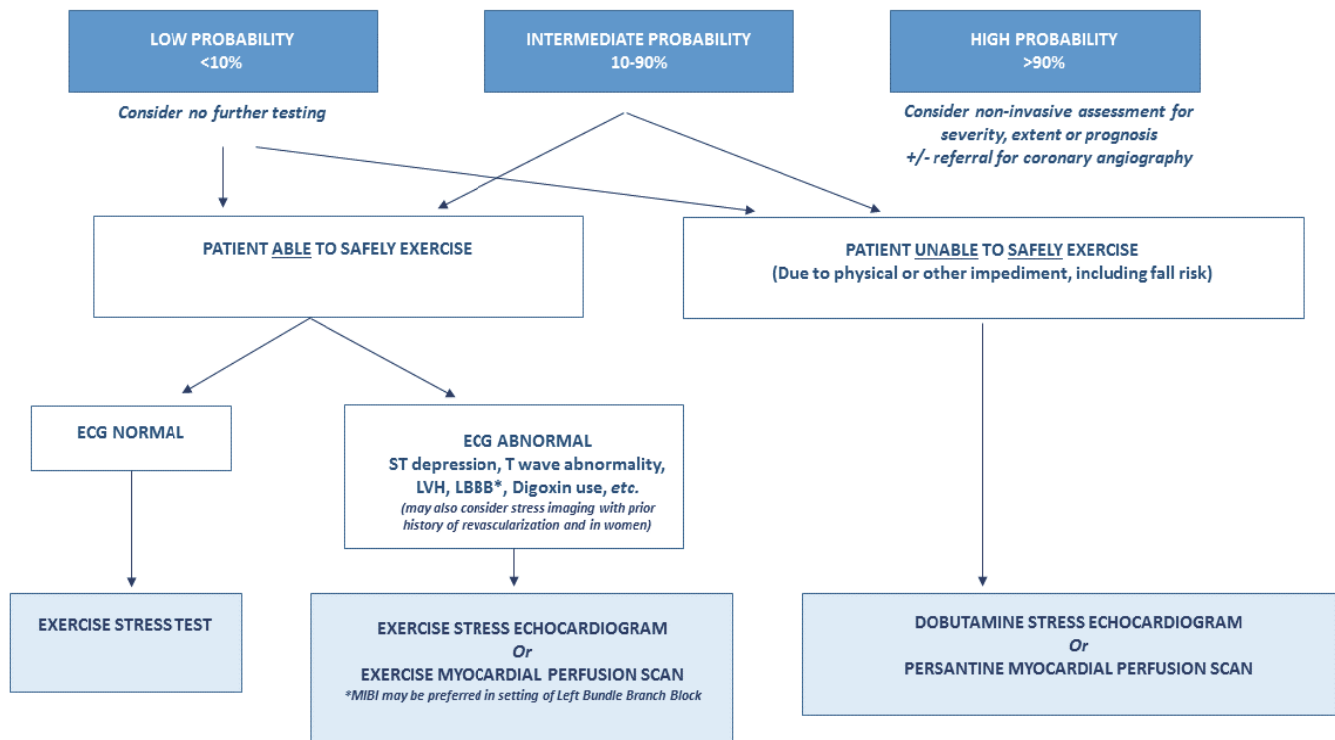 LOW PROBABILITY
<10%
INTERMEDIATE PROBABILITY
10-90%
HIGH PROBABILITY
>90%
Consider no further testing
Consider non-invasive assessment for
severity, extent or prognosis
+/- referral for coronary angiography
PATIENT ABLE TO SAFELY EXERCISE
PATIENT UNABLE TO SAFELY EXERCISE
(Due to physical or other impediment, including fall risk)
ECG NORMAL
ECG ABNORMAL
ST depression, T wave abnormality,
LVH, LBBB*, Digoxin use, etc.
(may also consider stress imaging with prior
history of revascularization and in women)
EXERCISE STRESS TEST
EXERCISE STRESS ECHOCARDIOGRAM
Or
EXERCISE MYOCARDIAL PERFUSION SCAN
*MIBI may be preferred in setting of Left Bundle Branch Block
DOBUTAMINE STRESS ECHOCARDIOGRAM
Or
PERSANTINE MYOCARDIAL PERFUSION SCAN